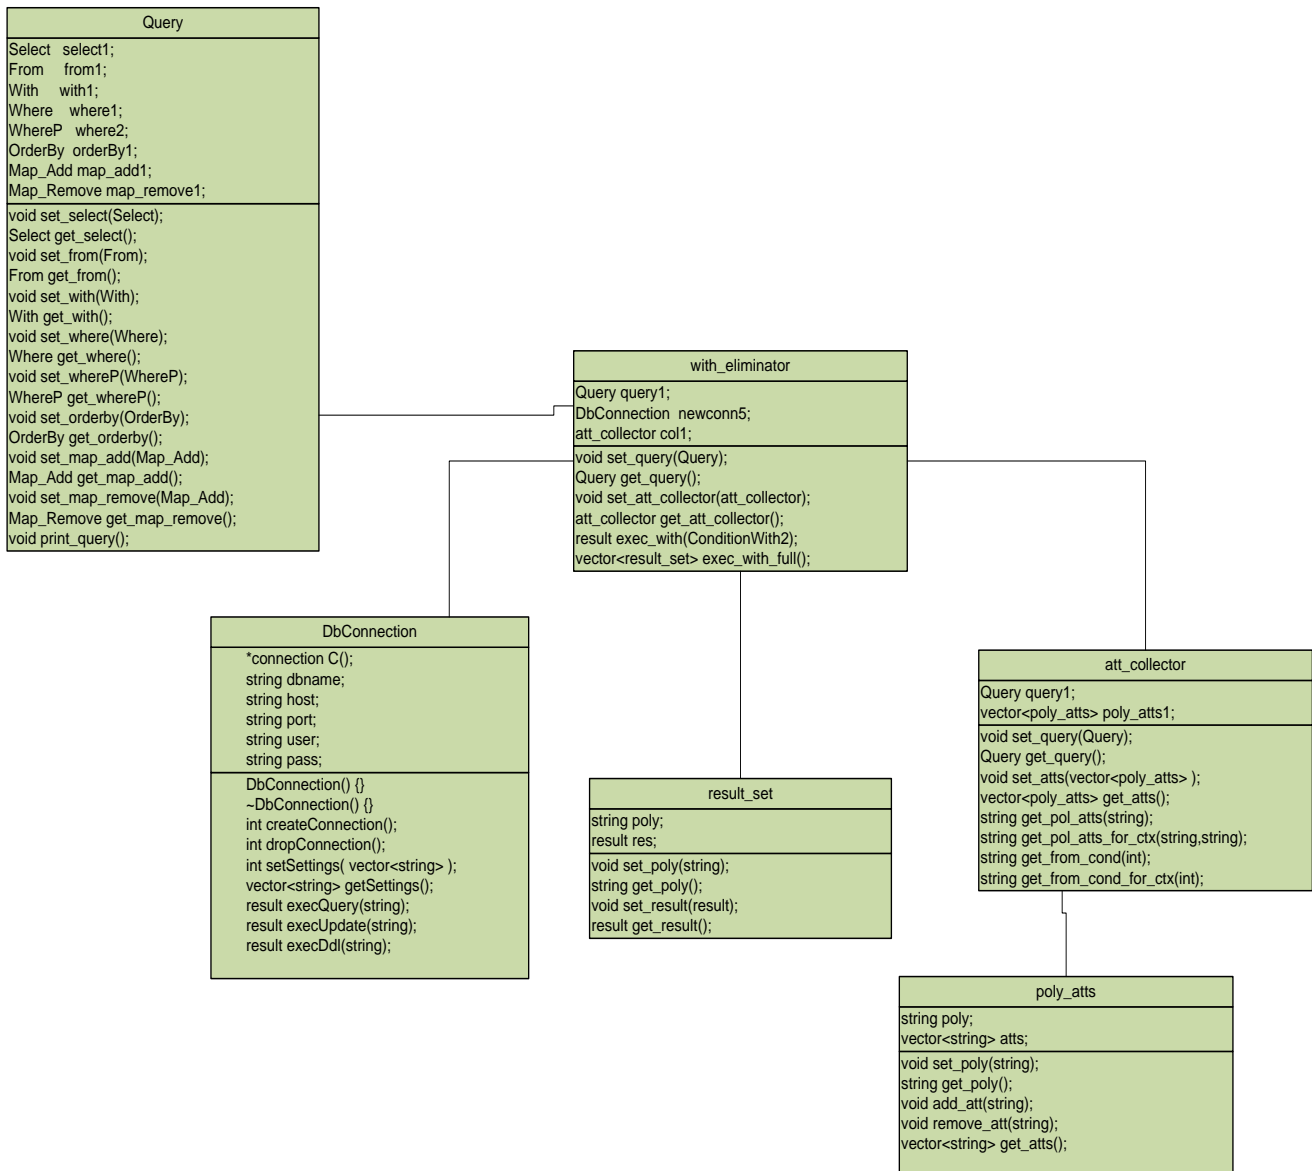 Query
Select select1;
From from1;
With with1;
Where where1;
WhereP where2;
OrderBy orderBy1;
Map_Add map_add1;
Map_Remove map_remove1;
void set_select(Select);
Select get_select();
void set_from(From);
From get_from();
void set_with(With);
With get_with();
void set_where(Where);
Where get_where();
void set_whereP(WhereP);
WhereP get_whereP();
void set_orderby(OrderBy);
OrderBy get_orderby();
void set_map_add(Map_Add);
Map_Add get_map_add();
void set_map_remove(Map_Add);
Map_Remove get_map_remove();
void print_query();
with_eliminator
Query query1;
DbConnection newconn5;
att_collector col1;
void set_query(Query);
Query get_query();
void set_att_collector(att_collector);
att_collector get_att_collector();
result exec_with(ConditionWith2);
vector<result_set> exec_with_full();
DbConnection
*connection C();
string dbname;
string host;
string port;
string user;
string pass;
DbConnection() {}
~DbConnection() {}
int createConnection();
int dropConnection();
int setSettings( vector<string> );
vector<string> getSettings();
result execQuery(string);
result execUpdate(string);
result execDdl(string);
result_set
string poly;
result res;
void set_poly(string);
string get_poly();
void set_result(result);
result get_result();
att_collector
Query query1;
vector<poly_atts> poly_atts1;
void set_query(Query);
Query get_query();
void set_atts(vector<poly_atts> );
vector<poly_atts> get_atts();
string get_pol_atts(string);
string get_pol_atts_for_ctx(string,string);
string get_from_cond(int);
string get_from_cond_for_ctx(int);
poly_atts
string poly;
vector<string> atts;
void set_poly(string);
string get_poly();
void add_att(string);
void remove_att(string);
vector<string> get_atts();